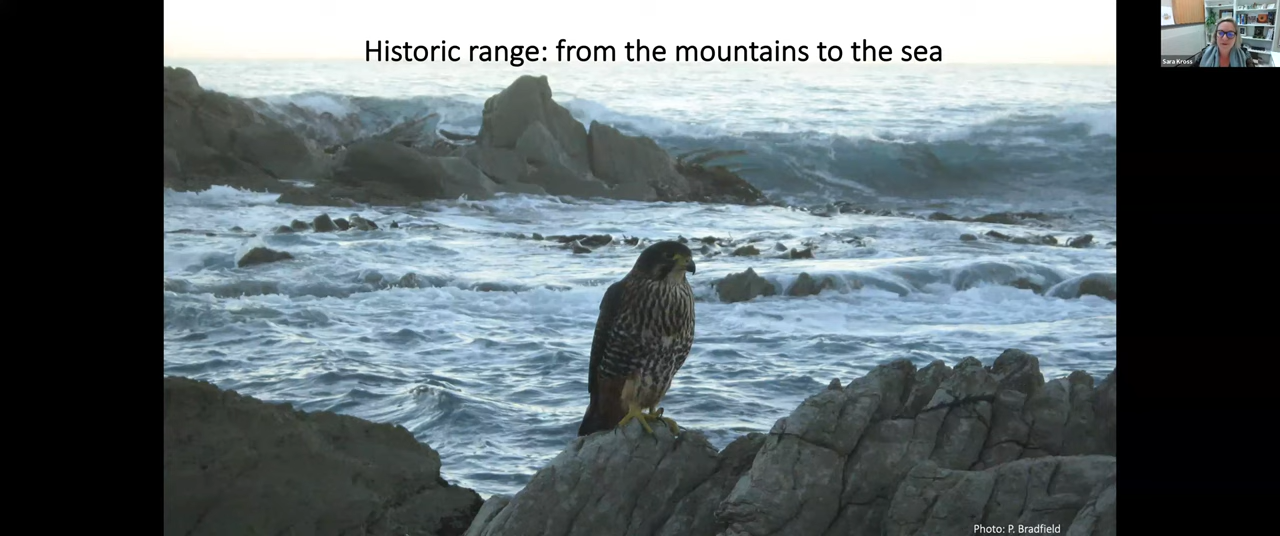 Historic range: from the mountains to the sea
Sara Kross
Photo: P. Bradfield